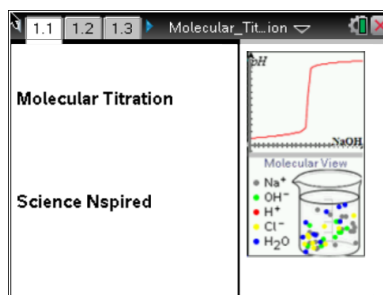 1.1 1.2 1.3 Molecular_Tit...ion
Molecular Titration
Science Nspired
pH
NaOH
Molecular View
Na⁺
OH⁻
H⁺
Cl⁻
H₂O